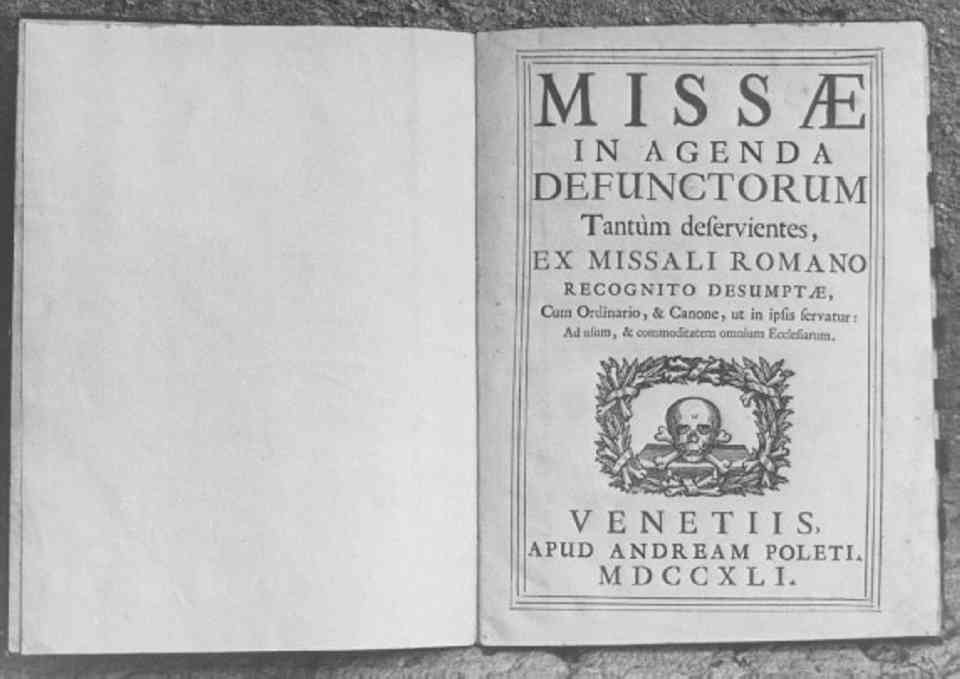 MISSÆ
IN AGENDA
DEFUNCTORUM
Tantùm deſervientes,
EX MISSALI ROMANO
RECOGNITO DESUMPTÆ,
Cum Ordinario, & Canone, ut in ipſis ſervatur:
Ad uſum, & commoditatem omnium Eccleſiarum.
VENETIIS,
APUD ANDREAM POLETI.
MDCCXLI.